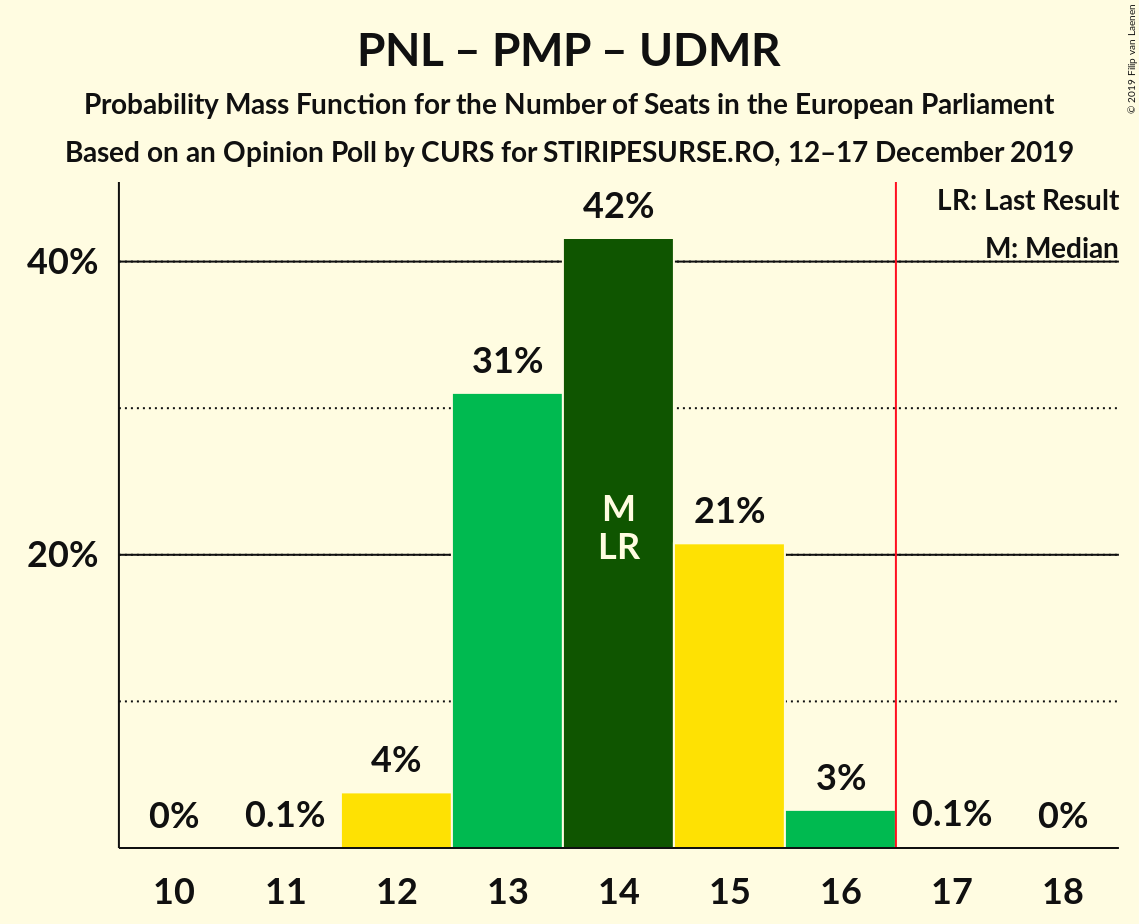 © 2019 Filip van Laenen
PNL – PMP – UDMR
Probability Mass Function for the Number of Seats in the European Parliament
Based on an Opinion Poll by CURS for STIRIPESURSE.RO, 12–17 December 2019
LR: Last Result
M: Median
42%
40%
31%
21%
20%
M
LR
4%
3%
0%
0.1%
0.1%
0%
10 11 12 13 14 15 16 17 18